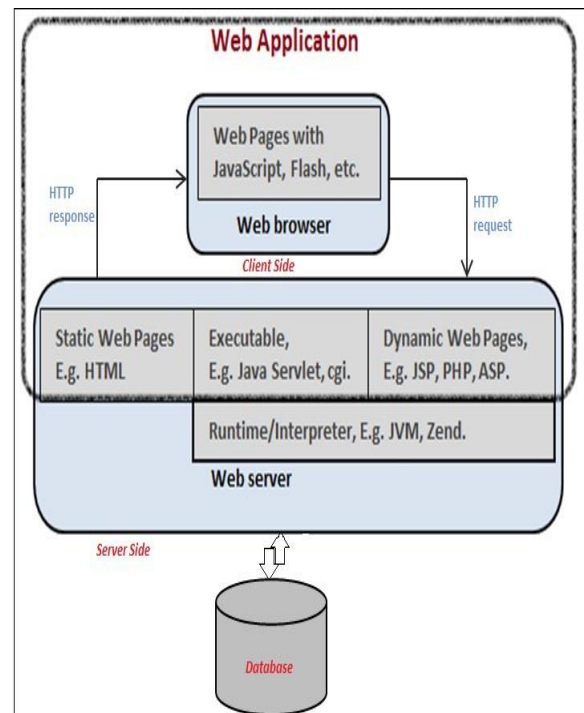 Web Application
Web Pages with
JavaScript, Flash, etc.
Web browser
HTTP
response
HTTP
request
Client Side
Static Web Pages
E.g. HTML
Executable,
E.g. Java Servlet, cgi.
Dynamic Web Pages,
E.g. JSP, PHP, ASP.
Runtime/Interpreter, E.g. JVM, Zend.
Web server
Server Side
Database